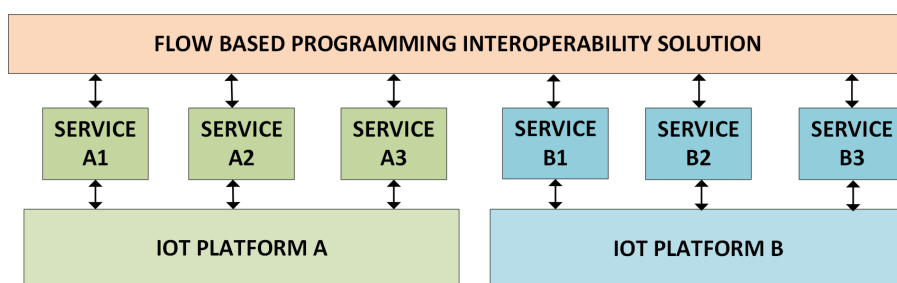 FLOW BASED PROGRAMMING INTEROPERABILITY SOLUTION
SERVICE
A1
SERVICE
A2
SERVICE
A3
SERVICE
B1
SERVICE
B2
SERVICE
B3
IOT PLATFORM A
IOT PLATFORM B